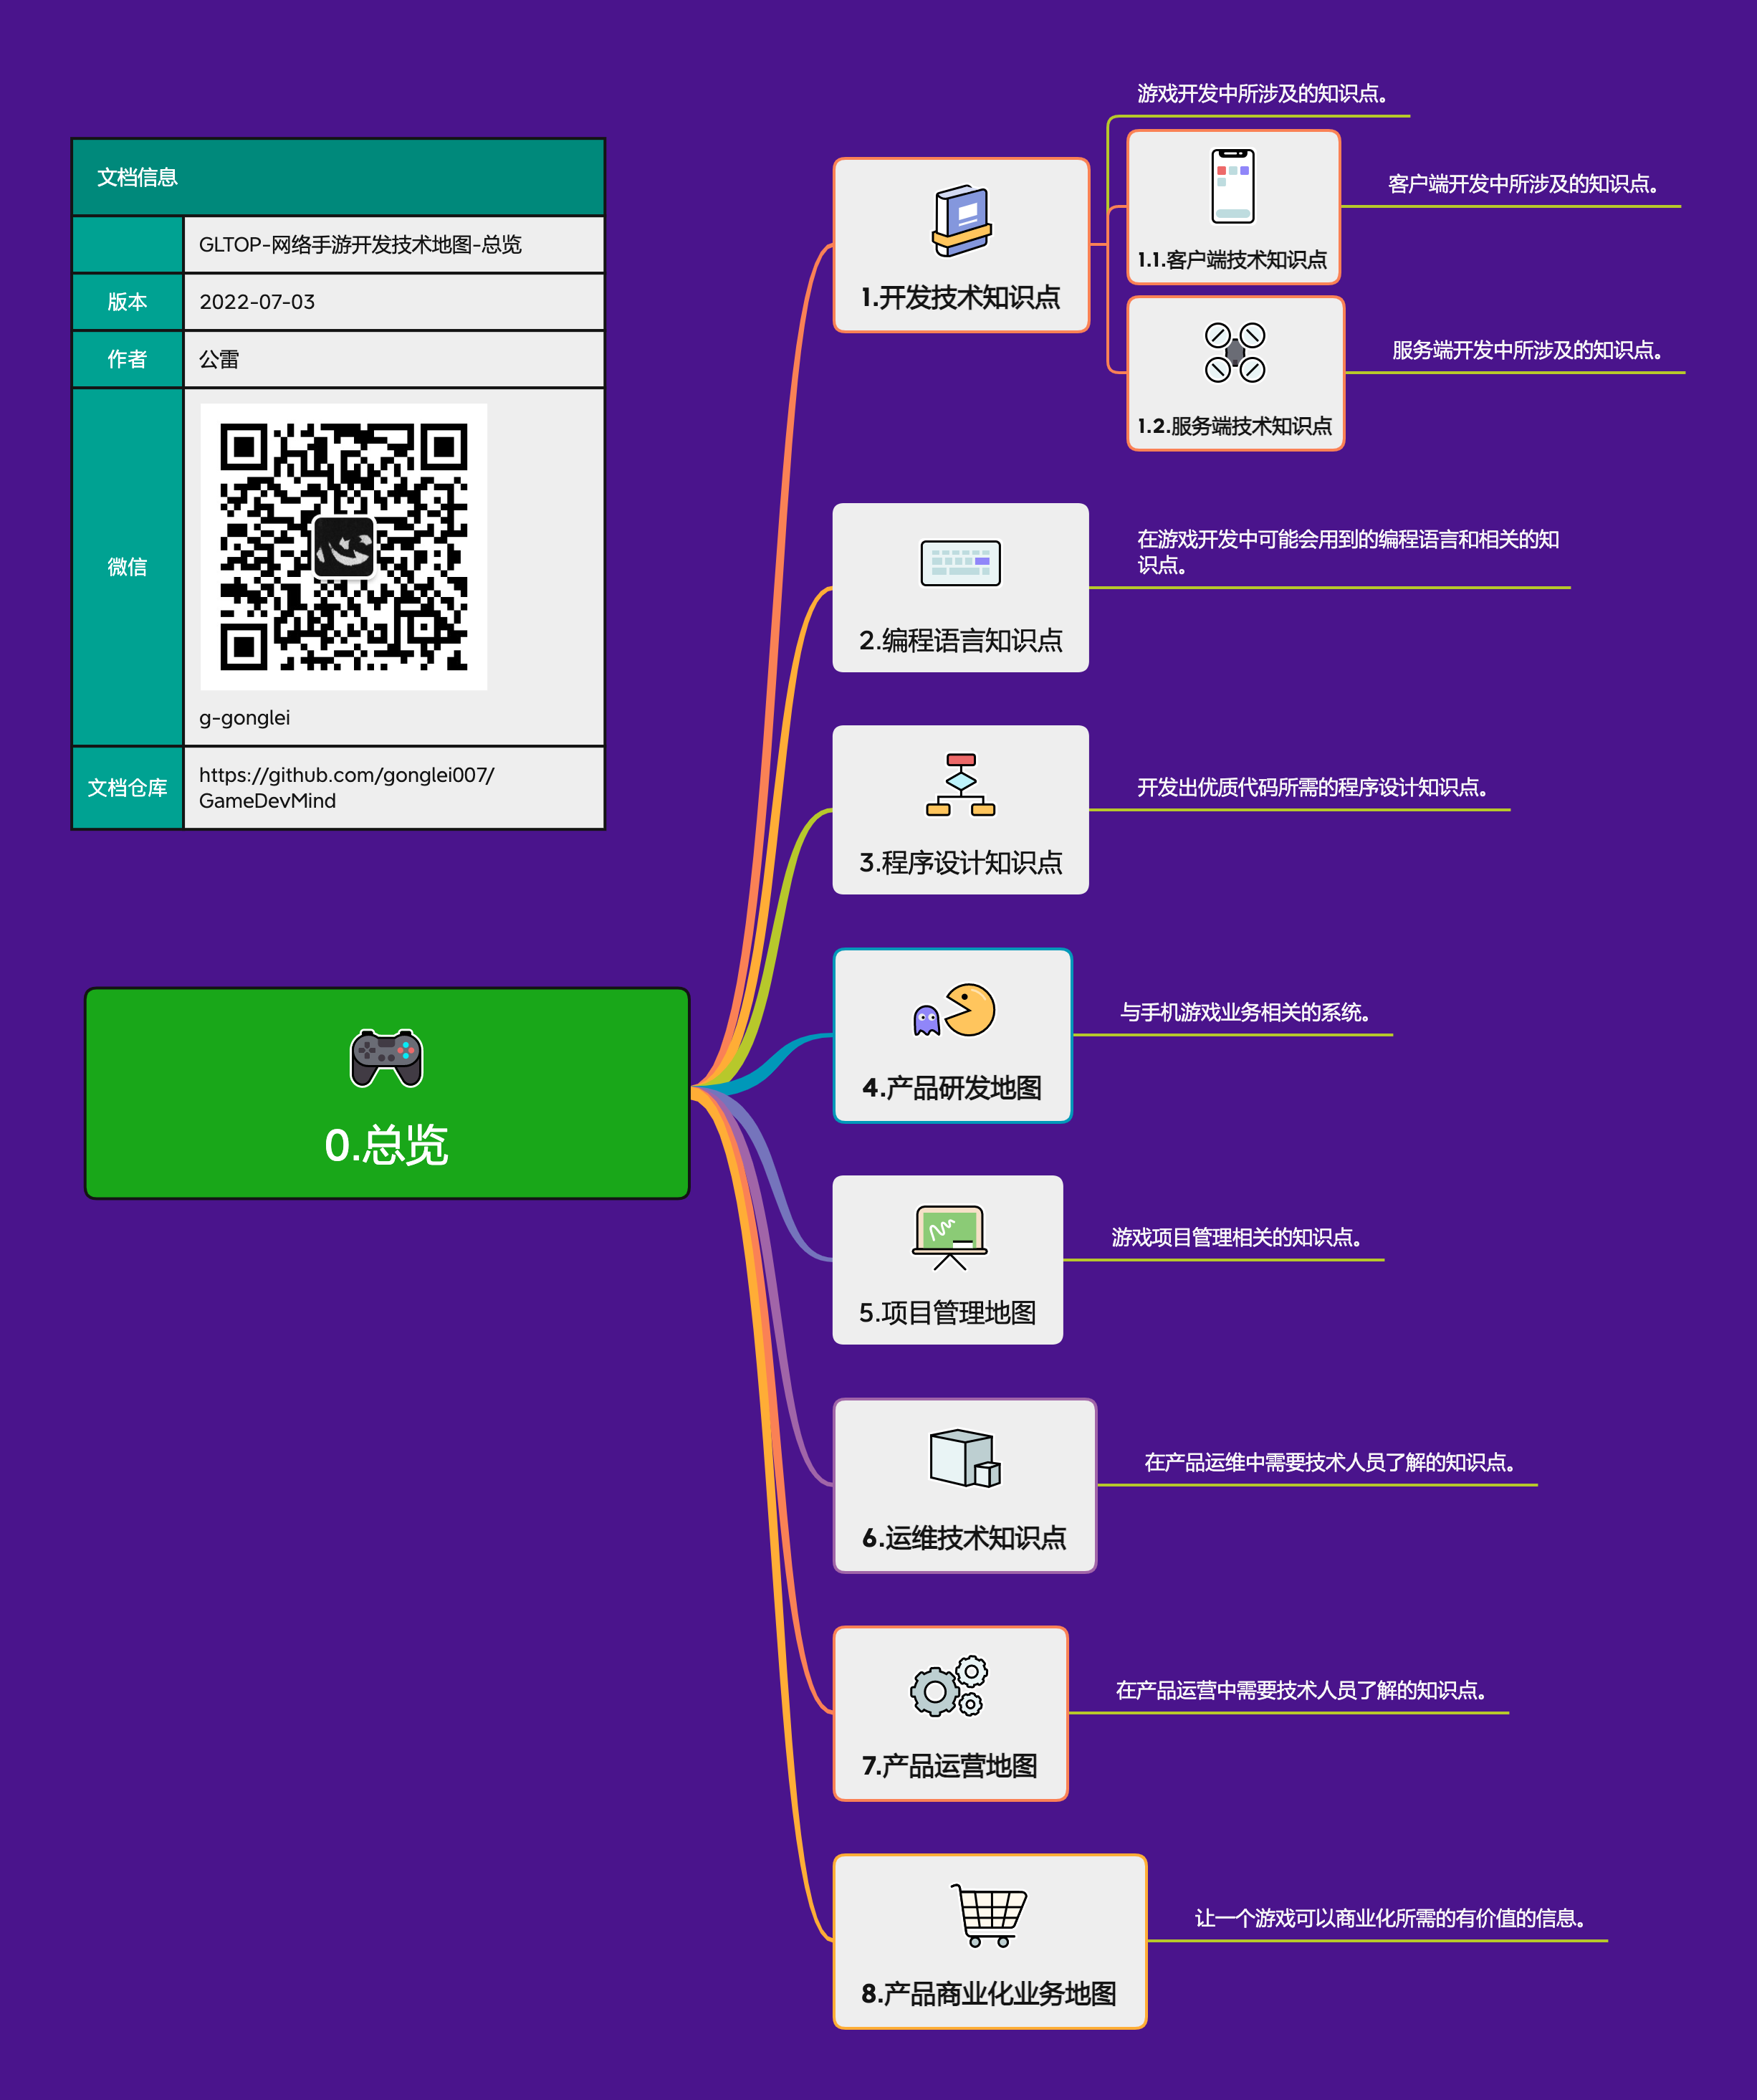 文档信息
GLTOP-网络手游开发技术地图-总览
版本
2022-07-03
作者
公雷
微信
g-gonglei
文档仓库
https://github.com/gonglei007/
GameDevMind
0.总览
1.开发技术知识点
游戏开发中所涉及的知识点。
1.1.客户端技术知识点
客户端开发中所涉及的知识点。
1.2.服务端技术知识点
服务端开发中所涉及的知识点。
2.编程语言知识点
在游戏开发中可能会用到的编程语言和相关的知
识点。
3.程序设计知识点
开发出优质代码所需的程序设计知识点。
4.产品研发地图
与手机游戏业务相关的系统。
5.项目管理地图
游戏项目管理相关的知识点。
6.运维技术知识点
在产品运维中需要技术人员了解的知识点。
7.产品运营地图
在产品运营中需要技术人员了解的知识点。
8.产品商业化业务地图
让一个游戏可以商业化所需的有价值的信息。